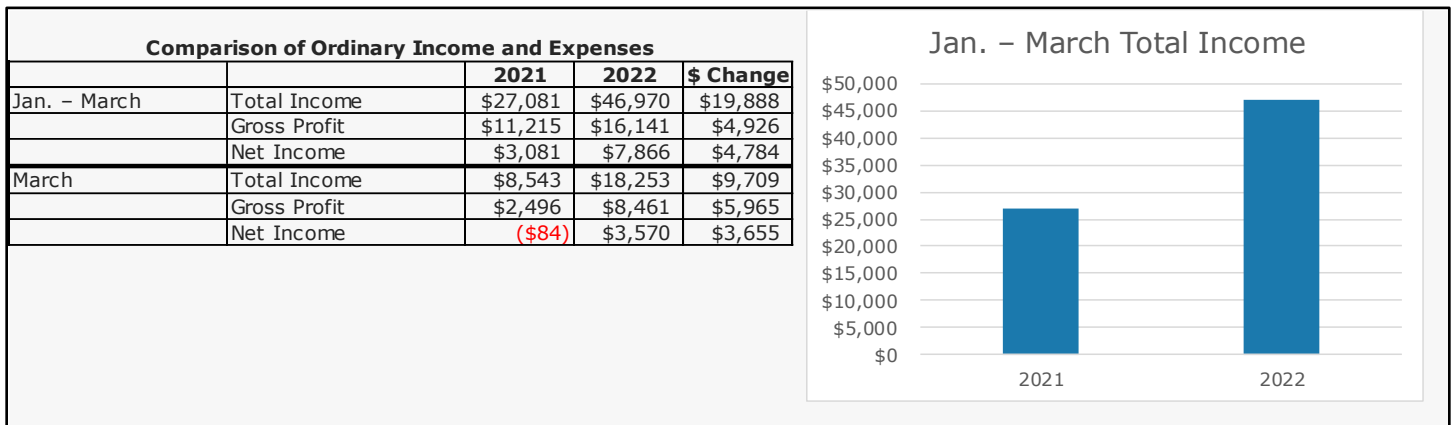 Comparison of Ordinary Income and Expenses
2021 2022 $ Change
Jan. – March Total Income $27,081 $46,970 $19,888
Gross Profit $11,215 $16,141 $4,926
Net Income $3,081 $7,866 $4,784
March Total Income $8,543 $18,253 $9,709
Gross Profit $2,496 $8,461 $5,965
Net Income ($84) $3,570 $3,655
Jan. – March Total Income
$50,000
$45,000
$40,000
$35,000
$30,000
$25,000
$20,000
$15,000
$10,000
$5,000
$0
2021 2022